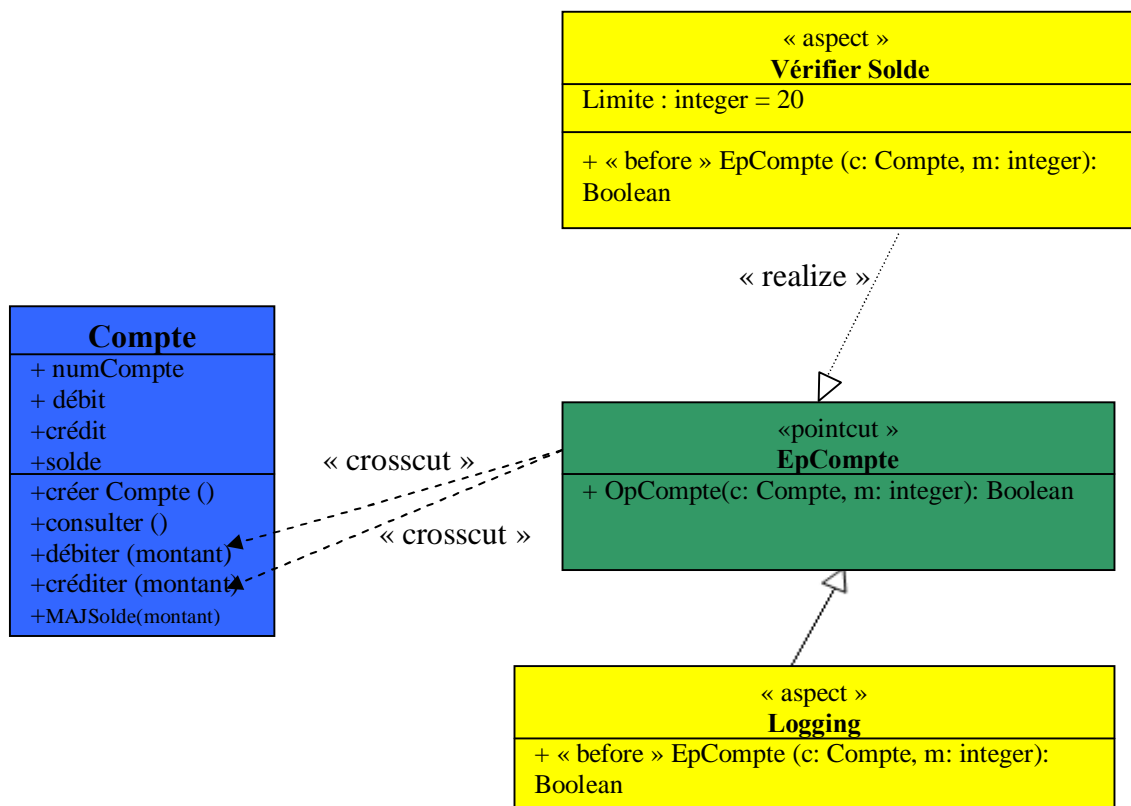 « aspect »
Vérifier Solde
Limite : integer = 20
+ « before » EpCompte (c: Compte, m: integer):
Boolean
« realize »
Compte
+ numCompte
+ débit
+crédit
+solde
+créer Compte ()
+consulter ()
+débiter (montant)
+créditer (montant)
+MAJSolde(montant)
« crosscut »
« crosscut »
«pointcut »
EpCompte
+ OpCompte(c: Compte, m: integer): Boolean
« aspect »
Logging
+ « before » EpCompte (c: Compte, m: integer):
Boolean